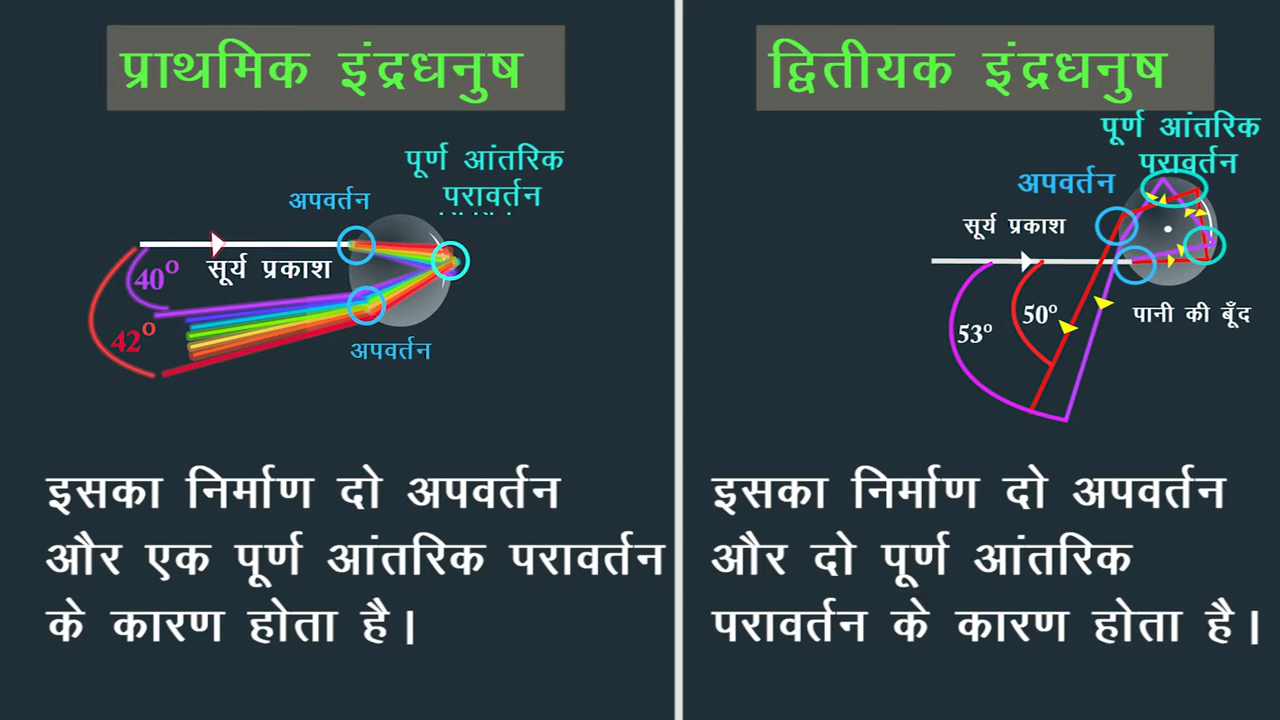 प्राथमिक इंद्रधनुष
पूर्ण आंतरिक
परावर्तन
अपवर्तन
सूर्य प्रकाश
40°
42°
अपवर्तन
इसका निर्माण दो अपवर्तन
और एक पूर्ण आंतरिक परावर्तन
के कारण होता है।
द्वितीयक इंद्रधनुष
पूर्ण आंतरिक
परावर्तन
अपवर्तन
सूर्य प्रकाश
50°
53°
पानी की बूँद
इसका निर्माण दो अपवर्तन
और दो पूर्ण आंतरिक
परावर्तन के कारण होता है।